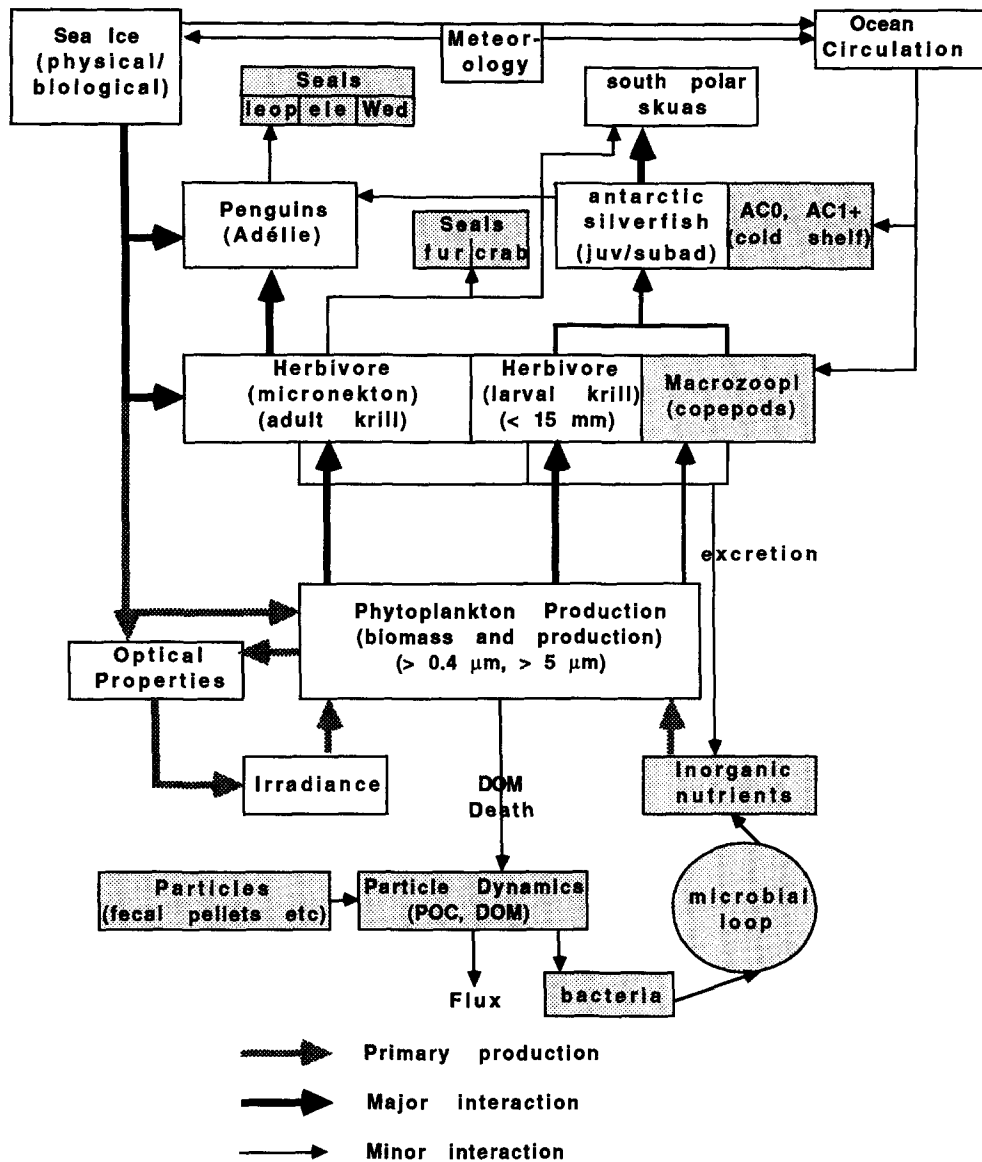 Sea Ice
(physical/
biological)
Meteor-
ology
Ocean
Circulation
Seals
leop ele Wed
south polar
skuas
Penguins
(Adélie)
Seals
fur crab
antarctic
silverfish
(juv/subad)
AC0, AC1+
(cold shelf)
Herbivore
(micronekton)
(adult krill)
Herbivore
(larval krill)
(< 15 mm)
Macrozoopl
(copepods)
excretion
Phytoplankton Production
(biomass and production)
(> 0.4 μm, > 5 μm)
Optical
Properties
Irradiance
DOM
Death
Inorganic
nutrients
Particles
(fecal pellets etc)
Particle Dynamics
(POC, DOM)
microbial
loop
Flux
bacteria
Primary production
Major interaction
Minor interaction